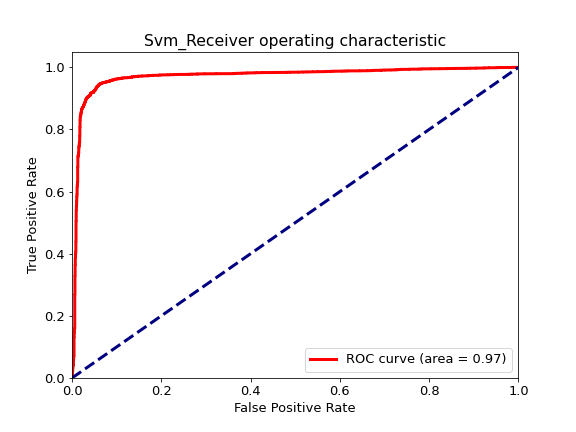 Svm_Receiver operating characteristic
True Positive Rate
1.0
0.8
0.6
0.4
0.2
0.0
ROC curve (area = 0.97)
0.0 0.2 0.4 0.6 0.8 1.0
False Positive Rate